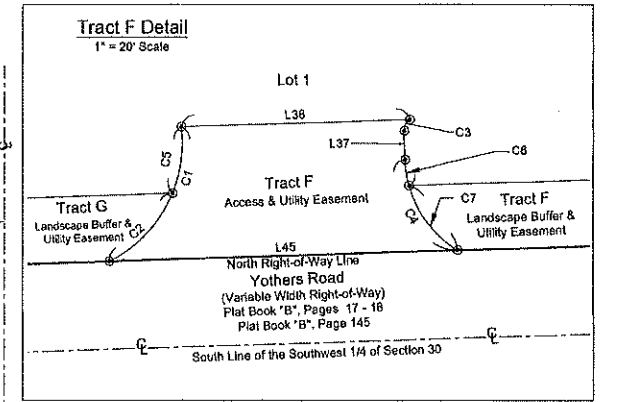 Tract F Detail
1" = 20' Scale
Lot 1
L36
C3
L37
C6
C5
C1
Tract F
Access & Utility Easement
Tract G
Landscape Buffer &
Utility Easement
C2
C7
C4
Tract F
Landscape Buffer &
Utility Easement
L45
North Right-of-Way Line
Yothers Road
(Variable Width Right-of-Way)
Plat Book "B", Pages 17 - 18
Plat Book "B", Page 145
South Line of the Southwest 1/4 of Section 30